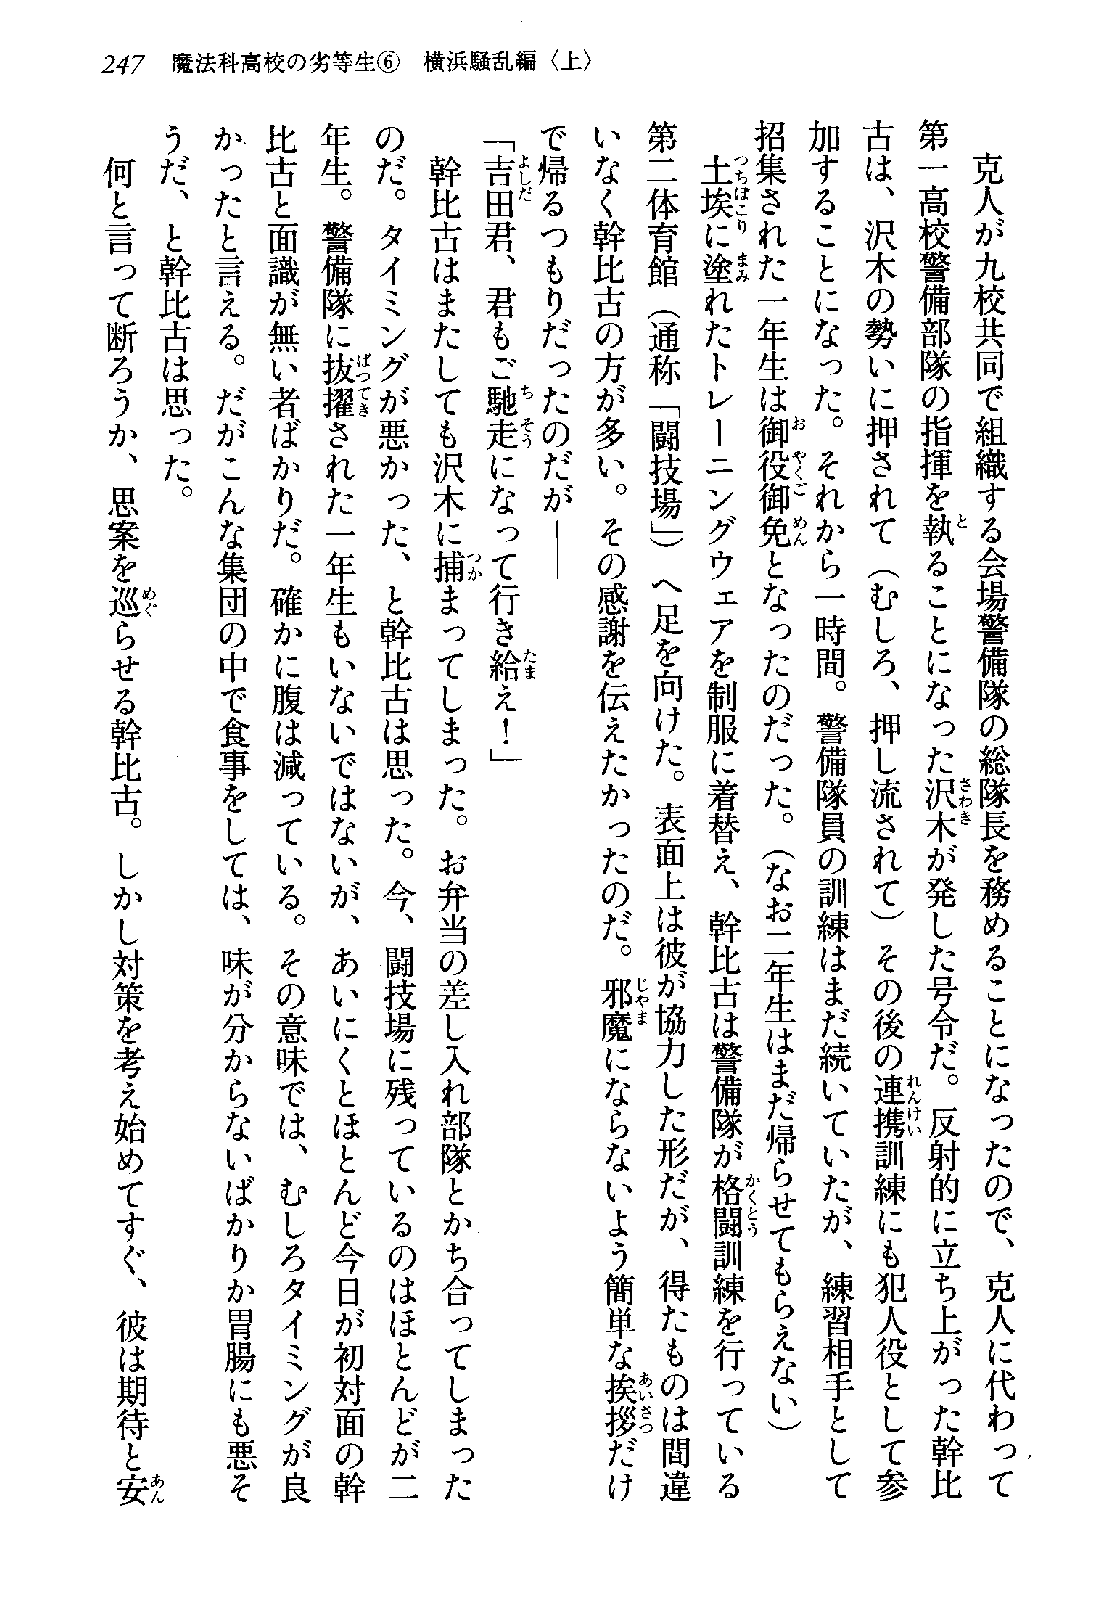 247 魔法科高校の劣等生⑥ 横浜騒乱編〈上〉
克人が九校共同で組織する会場警備隊の総隊長を務めることになったので、克人に代わって
第一高校警備部隊の指揮を執ることになった沢木が発した号令だ。反射的に立ち上がった幹比
古は、沢木の勢いに押されて(むしろ、押し流されて)その後の連携訓練にも犯人役として参
加することになった。それから一時間。警備隊員の訓練はまだ続いていたが、練習相手として
招集された一年生は御役御免となったのだった。(なお二年生はまだ帰らせてもらえない)
土埃に塗れたトレーニングウェアを制服に着替え、幹比古は警備隊が格闘訓練を行っている
第二体育館(通称「闘技場」)へ足を向けた。表面上は彼が協力した形だが、得たものは間違
いなく幹比古の方が多い。その感謝を伝えたかったのだ。邪魔にならないよう簡単な挨拶だけ
で帰るつもりだったのだが――
「吉田君、君もご馳走になって行き給え!」
幹比古はまたしても沢木に捕まってしまった。お弁当の差し入れ部隊とかち合ってしまった
のだ。タイミングが悪かった、と幹比古は思った。今、闘技場に残っているのはほとんどが二
年生。警備隊に抜擢された一年生もいないではないが、あいにくとほとんど今日が初対面の幹
比古と面識が無い者ばかりだ。確かに腹は減っている。その意味では、むしろタイミングが良
かったと言える。だがこんな集団の中で食事をしては、味が分からないばかりか胃腸にも悪そ
うだ、と幹比古は思った。
何と言って断ろうか、思案を巡らせる幹比古。しかし対策を考え始めてすぐ、彼は期待と安